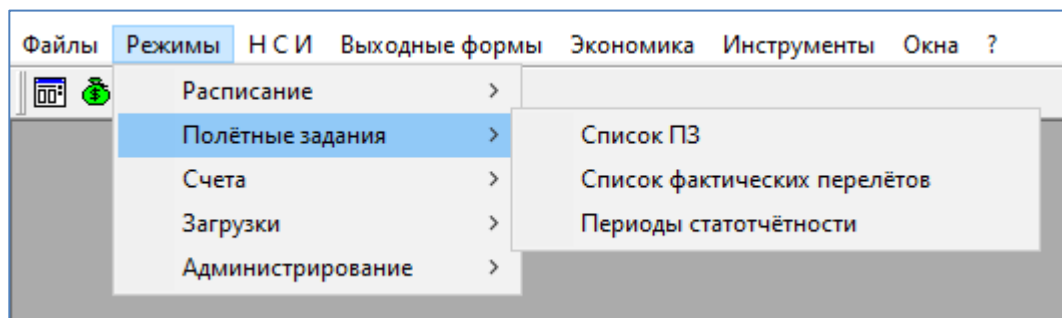 Файлы Режимы Н С И Выходные формы Экономика Инструменты Окна ?
Расписание
Полётные задания
Список ПЗ
Счета
Список фактических перелётов
Загрузки
Периоды статотчётности
Администрирование